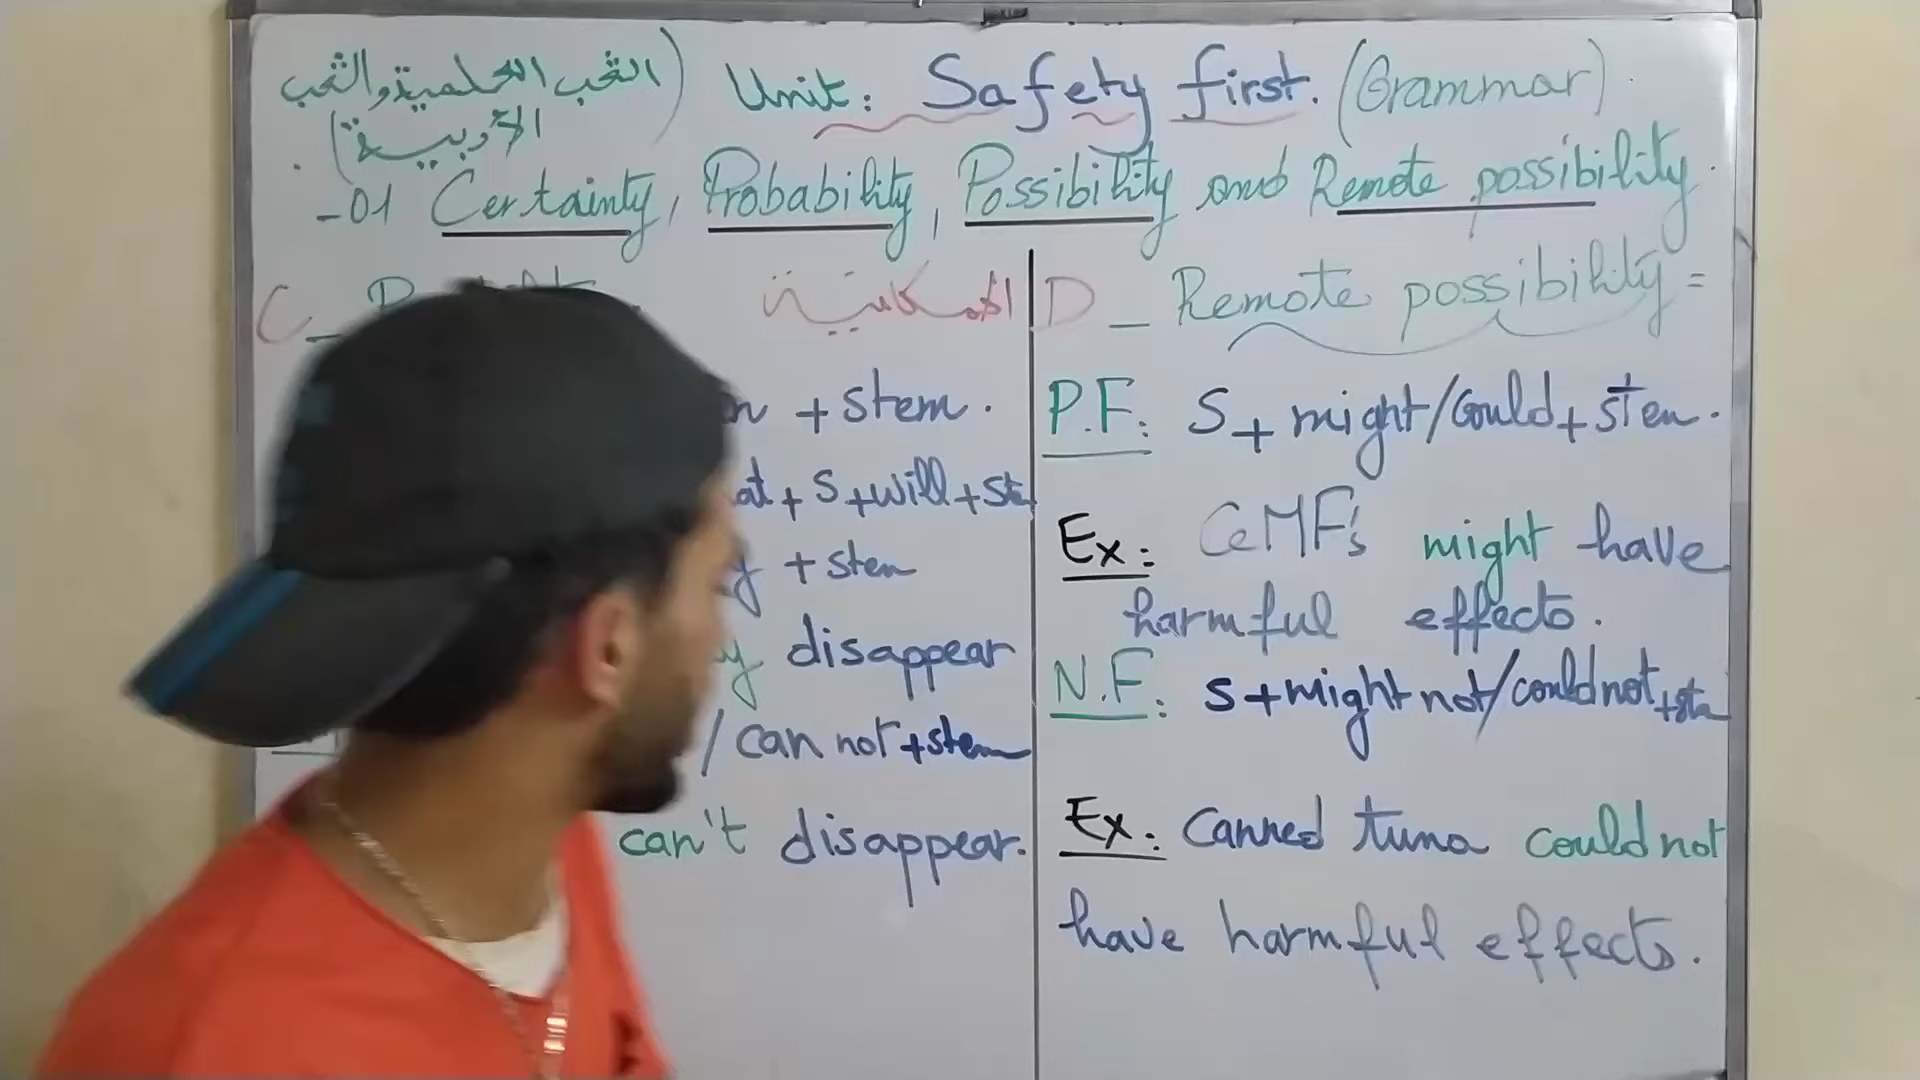 (الشعب العلمية والشعب
الأدبية)
Unit: Safety first. (Grammar).
-01 Certainty, Probability, Possibility and Remote possibility.
C_
الإمكانية
+ stem.
+ S + will +
+ stem
disappear
/ can not + stem
can't disappear.
D _ Remote possibility =
P.F: S + might/could + stem.
Ex: CeMF's might have
harmful effects.
N.F: S + might not/could not +
Ex: Canned tuna could not
have harmful effects.